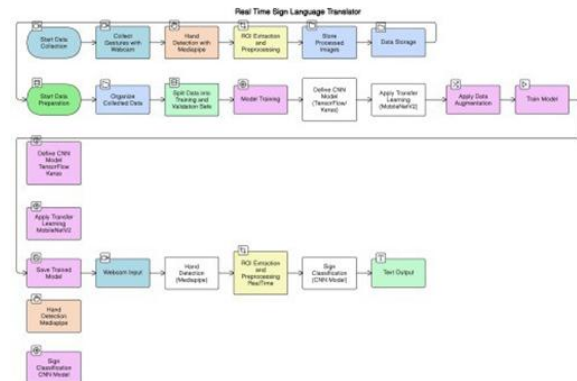 Real Time Sign Language Translator
Start Data
Collection
Collect
Gestures with
Webcam
Hand
Detection with
Mediapipe
ROI Extraction
and
Preprocessing
Store
Processed
Images
Data Storage
Start Data
Preparation
Organize
Collected Data
Split Data into
Training and
Validation Sets
Model Training
Define CNN
Model
(TensorFlow/
Keras)
Apply Transfer
Learning
(MobileNetV2)
Apply Data
Augmentation
Train Model
Define CNN
Model
TensorFlow
Keras
Apply Transfer
Learning
MobileNetV2
Save Trained
Model
Webcam Input
Hand
Detection
(Mediapipe)
ROI Extraction
and
Preprocessing
RealTime
Sign
Classification
(CNN Model)
Text Output
Hand
Detection
Mediapipe
Sign
Classification
CNN Model